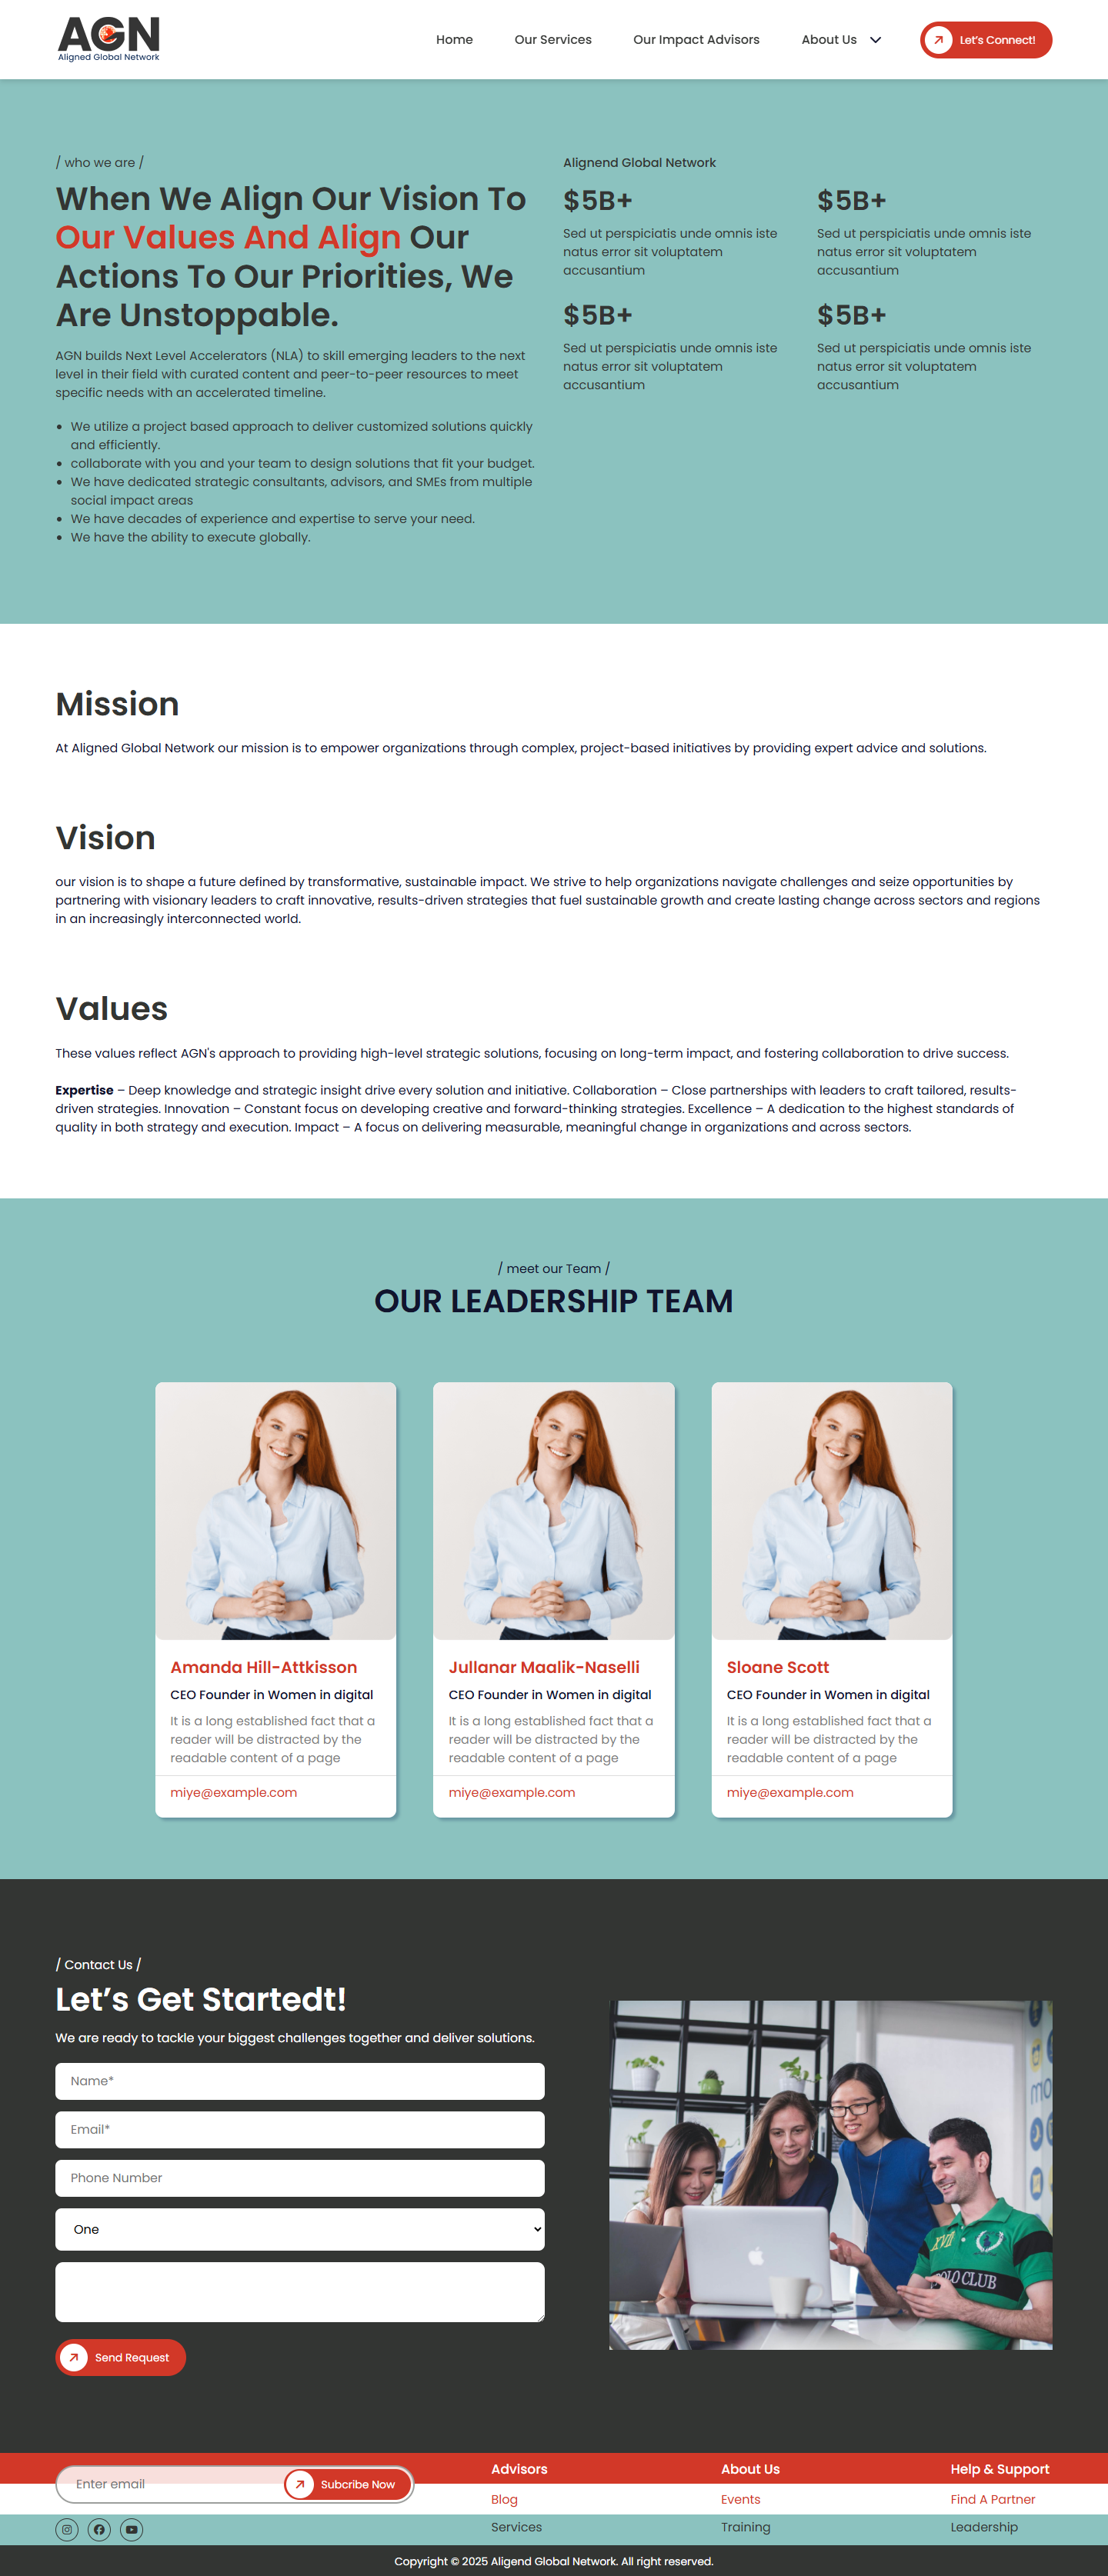 AGN
Aligned Global Network
Home
Our Services
Our Impact Advisors
About Us
Let's Connect!
/ who we are /
When We Align Our Vision To
Our Values And Align Our
Actions To Our Priorities, We
Are Unstoppable.
AGN builds Next Level Accelerators (NLA) to skill emerging leaders to the next
level in their field with curated content and peer-to-peer resources to meet
specific needs with an accelerated timeline.
• We utilize a project based approach to deliver customized solutions quickly
and efficiently.
• collaborate with you and your team to design solutions that fit your budget.
• We have dedicated strategic consultants, advisors, and SMEs from multiple
social impact areas
• We have decades of experience and expertise to serve your need.
• We have the ability to execute globally.
Alignend Global Network
$5B+
Sed ut perspiciatis unde omnis iste
natus error sit voluptatem
accusantium
$5B+
Sed ut perspiciatis unde omnis iste
natus error sit voluptatem
accusantium
$5B+
Sed ut perspiciatis unde omnis iste
natus error sit voluptatem
accusantium
$5B+
Sed ut perspiciatis unde omnis iste
natus error sit voluptatem
accusantium
Mission
At Aligned Global Network our mission is to empower organizations through complex, project-based initiatives by providing expert advice and solutions.
Vision
our vision is to shape a future defined by transformative, sustainable impact. We strive to help organizations navigate challenges and seize opportunities by
partnering with visionary leaders to craft innovative, results-driven strategies that fuel sustainable growth and create lasting change across sectors and regions
in an increasingly interconnected world.
Values
These values reflect AGN's approach to providing high-level strategic solutions, focusing on long-term impact, and fostering collaboration to drive success.
Expertise – Deep knowledge and strategic insight drive every solution and initiative. Collaboration – Close partnerships with leaders to craft tailored, results-
driven strategies. Innovation – Constant focus on developing creative and forward-thinking strategies. Excellence – A dedication to the highest standards of
quality in both strategy and execution. Impact – A focus on delivering measurable, meaningful change in organizations and across sectors.
/ meet our Team /
OUR LEADERSHIP TEAM
Amanda Hill-Attkisson
CEO Founder in Women in digital
It is a long established fact that a
reader will be distracted by the
readable content of a page
miye@example.com
Jullanar Maalik-Naselli
CEO Founder in Women in digital
It is a long established fact that a
reader will be distracted by the
readable content of a page
miye@example.com
Sloane Scott
CEO Founder in Women in digital
It is a long established fact that a
reader will be distracted by the
readable content of a page
miye@example.com
/ Contact Us /
Let's Get Startedt!
We are ready to tackle your biggest challenges together and deliver solutions.
Name*
Email*
Phone Number
One
Send Request
XVII
POLO CLUB
Enter email
Subcribe Now
Advisors
Blog
Services
About Us
Events
Training
Help & Support
Find A Partner
Leadership
Copyright © 2025 Aligend Global Network. All right reserved.